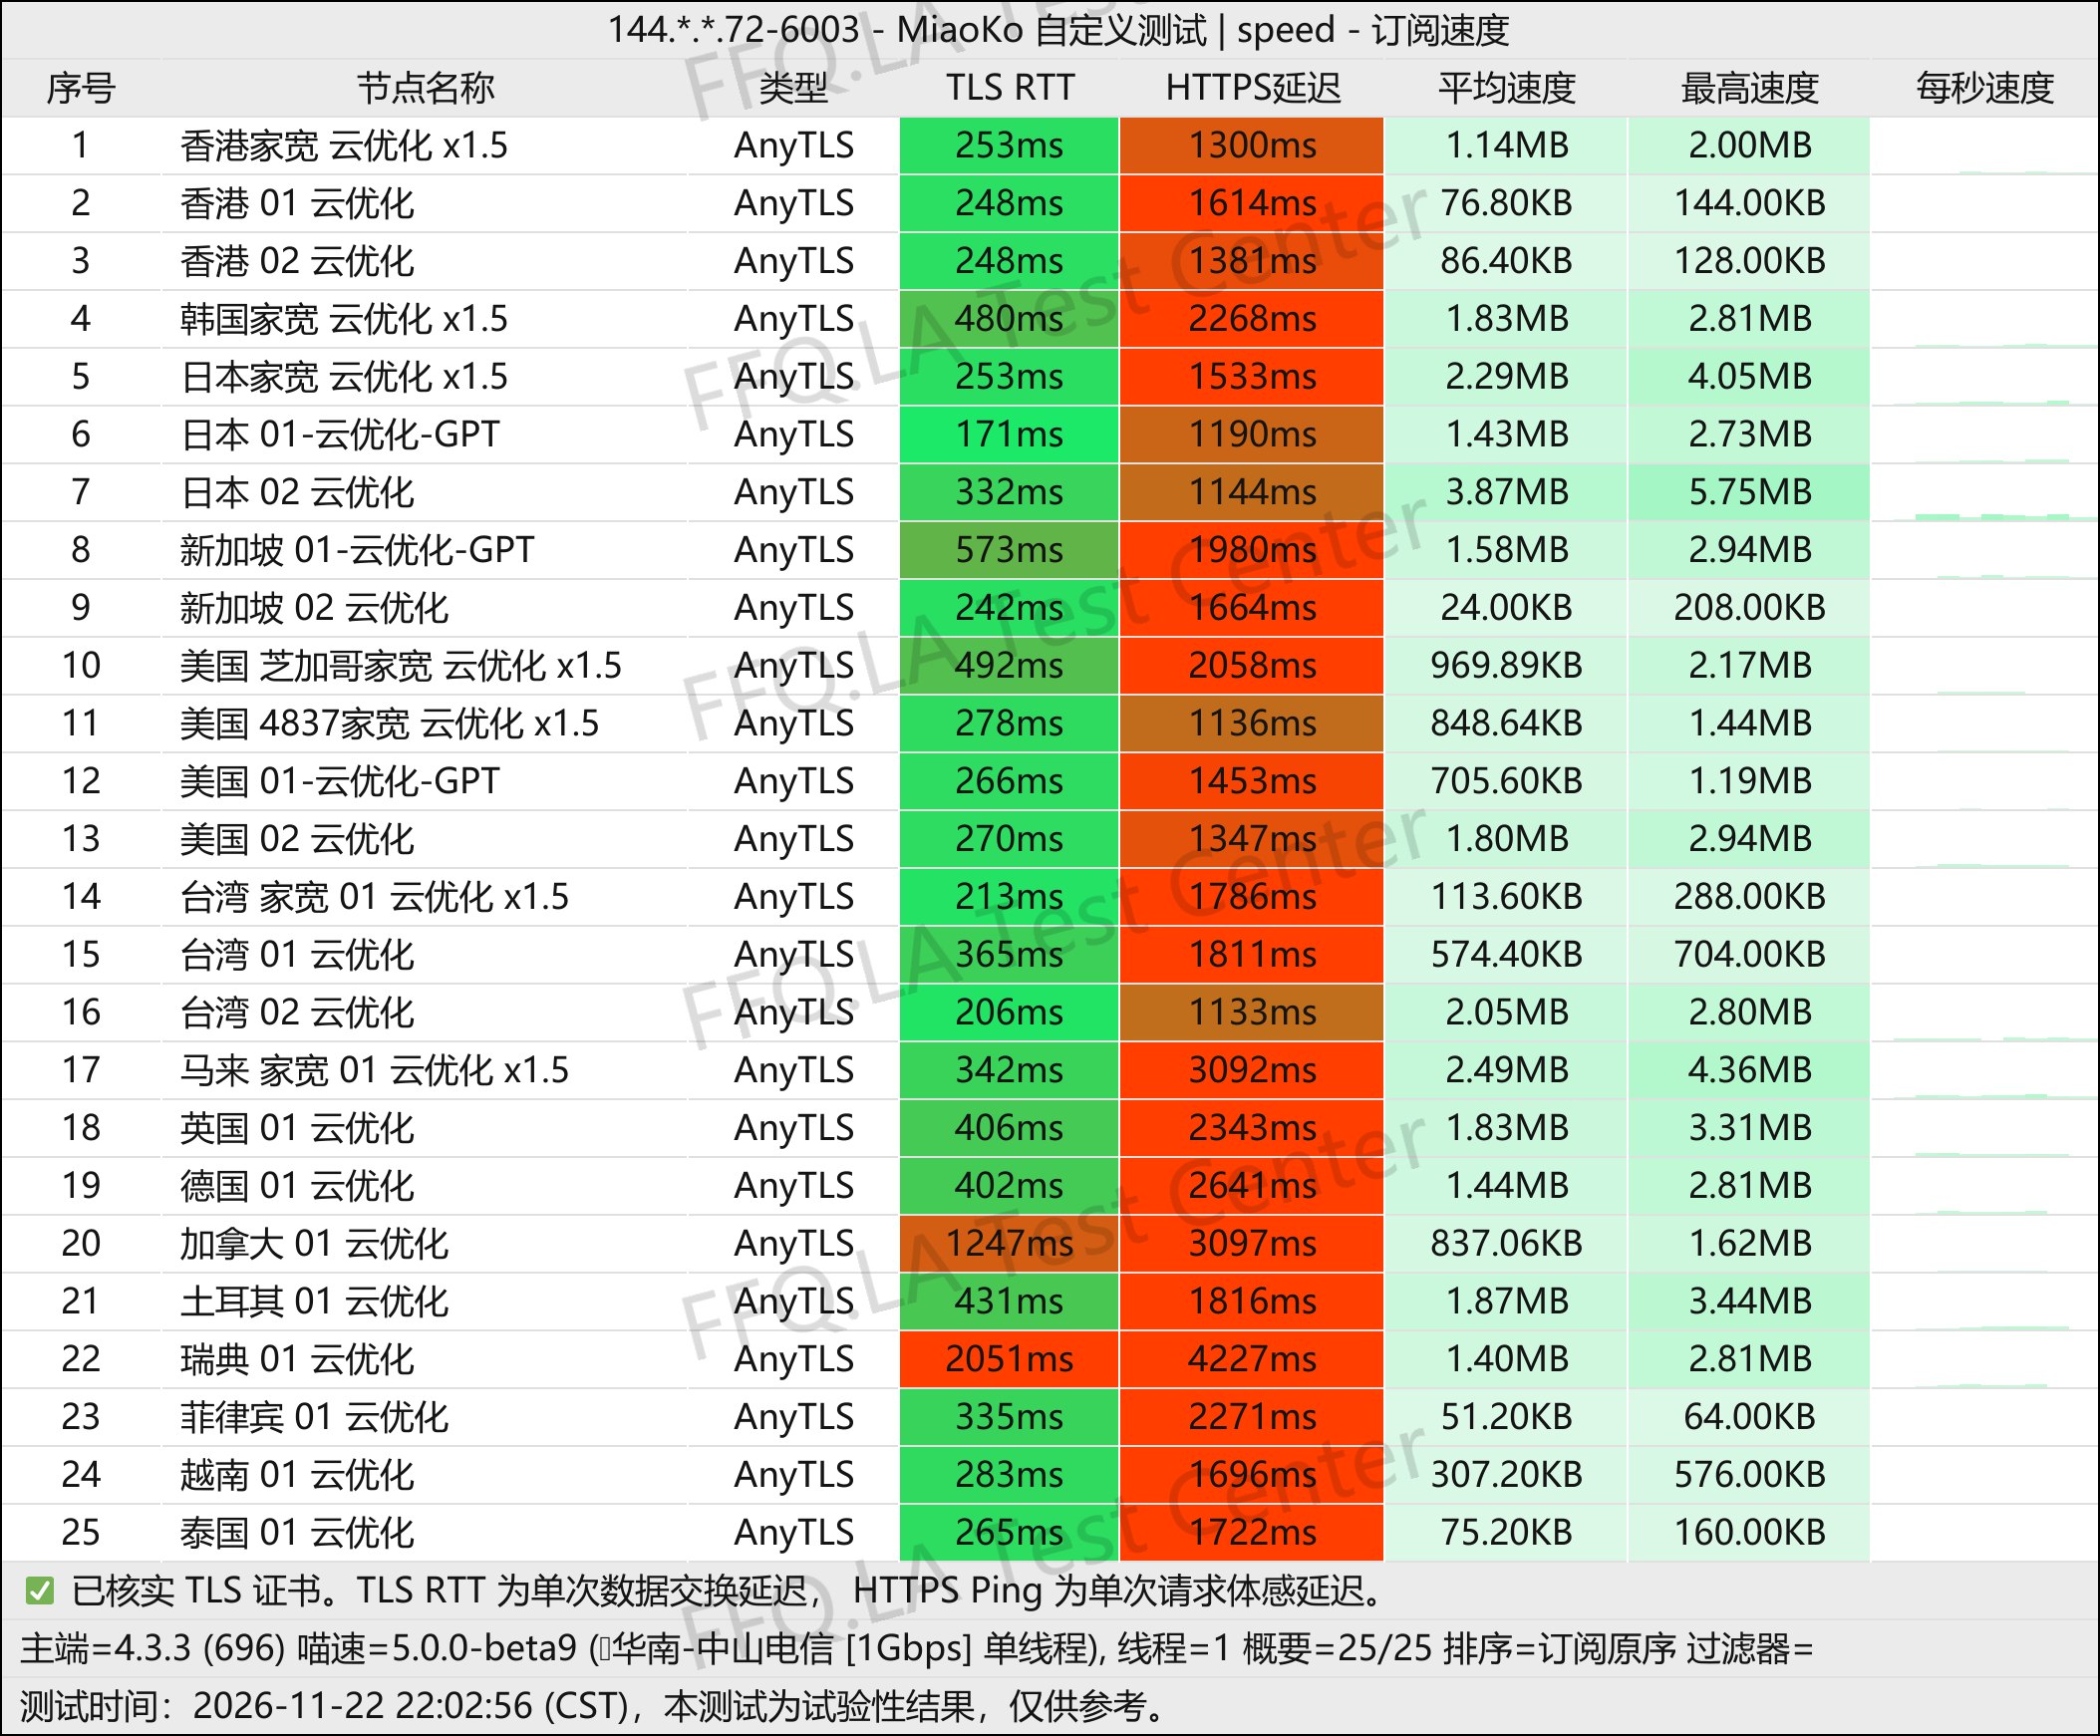 144.*.*.72-6003 - MiaoKo 自定义测试 | speed - 订阅速度
序号 节点名称 类型 TLS RTT HTTPS延迟 平均速度 最高速度 每秒速度
1 香港家宽 云优化 x1.5 AnyTLS 253ms 1300ms 1.14MB 2.00MB
2 香港 01 云优化 AnyTLS 248ms 1614ms 76.80KB 144.00KB
3 香港 02 云优化 AnyTLS 248ms 1381ms 86.40KB 128.00KB
4 韩国家宽 云优化 x1.5 AnyTLS 480ms 2268ms 1.83MB 2.81MB
5 日本家宽 云优化 x1.5 AnyTLS 253ms 1533ms 2.29MB 4.05MB
6 日本 01-云优化-GPT AnyTLS 171ms 1190ms 1.43MB 2.73MB
7 日本 02 云优化 AnyTLS 332ms 1144ms 3.87MB 5.75MB
8 新加坡 01-云优化-GPT AnyTLS 573ms 1980ms 1.58MB 2.94MB
9 新加坡 02 云优化 AnyTLS 242ms 1664ms 24.00KB 208.00KB
10 美国 芝加哥家宽 云优化 x1.5 AnyTLS 492ms 2058ms 969.89KB 2.17MB
11 美国 4837家宽 云优化 x1.5 AnyTLS 278ms 1136ms 848.64KB 1.44MB
12 美国 01-云优化-GPT AnyTLS 266ms 1453ms 705.60KB 1.19MB
13 美国 02 云优化 AnyTLS 270ms 1347ms 1.80MB 2.94MB
14 台湾 家宽 01 云优化 x1.5 AnyTLS 213ms 1786ms 113.60KB 288.00KB
15 台湾 01 云优化 AnyTLS 365ms 1811ms 574.40KB 704.00KB
16 台湾 02 云优化 AnyTLS 206ms 1133ms 2.05MB 2.80MB
17 马来 家宽 01 云优化 x1.5 AnyTLS 342ms 3092ms 2.49MB 4.36MB
18 英国 01 云优化 AnyTLS 406ms 2343ms 1.83MB 3.31MB
19 德国 01 云优化 AnyTLS 402ms 2641ms 1.44MB 2.81MB
20 加拿大 01 云优化 AnyTLS 1247ms 3097ms 837.06KB 1.62MB
21 土耳其 01 云优化 AnyTLS 431ms 1816ms 1.87MB 3.44MB
22 瑞典 01 云优化 AnyTLS 2051ms 4227ms 1.40MB 2.81MB
23 菲律宾 01 云优化 AnyTLS 335ms 2271ms 51.20KB 64.00KB
24 越南 01 云优化 AnyTLS 283ms 1696ms 307.20KB 576.00KB
25 泰国 01 云优化 AnyTLS 265ms 1722ms 75.20KB 160.00KB
✅ 已核实 TLS 证书。TLS RTT 为单次数据交换延迟， HTTPS Ping 为单次请求体感延迟。
主端=4.3.3 (696) 喵速=5.0.0-beta9 (华南-中山电信 [1Gbps] 单线程), 线程=1 概要=25/25 排序=订阅原序 过滤器=
测试时间：2026-11-22 22:02:56 (CST)，本测试为试验性结果，仅供参考。
FFQ.LA Test Center
FFQ.LA Test Center
FFQ.LA Test Center
FFQ.LA Test Center
FFQ.LA Test Center
FFQ.LA Test Center